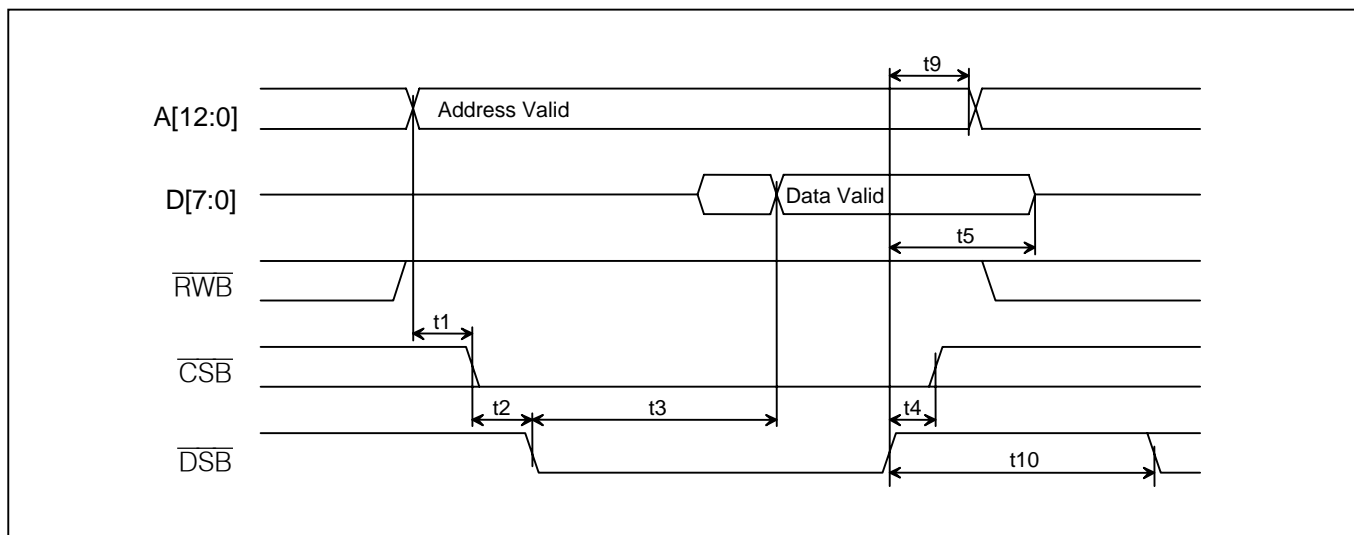 t9
A[12:0]
Address Valid
D[7:0]
Data Valid
t5
RWB
t1
CSB
t2
t3
t4
DSB
t10